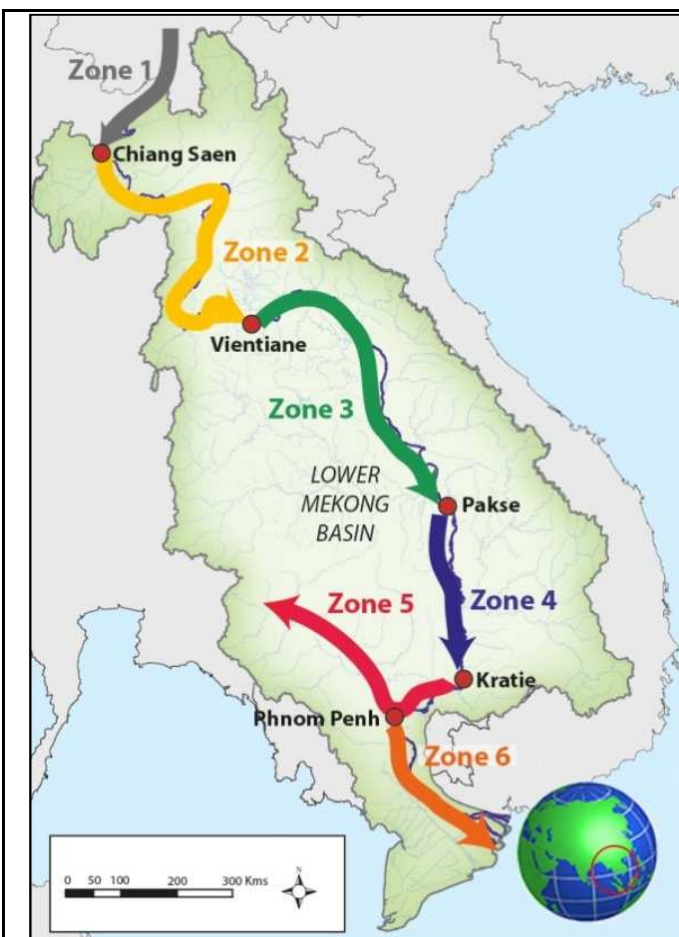 Zone 1
Chiang Saen
Zone 2
Vientiane
Zone 3
LOWER
MEKONG
BASIN
Pakse
Zone 5
Zone 4
Kratie
Phnom Penh
Zone 6
N
0 50 100 200 300 Kms